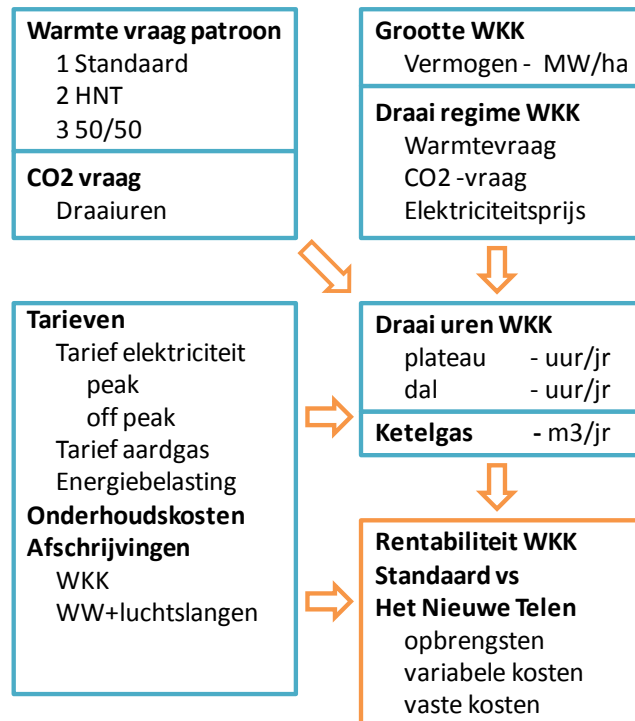 Warmte vraag patroon
1 Standaard
2 HNT
3 50/50
CO2 vraag
Draaiuren
Grootte WKK
Vermogen - MW/ha
Draai regime WKK
Warmtevraag
CO2 -vraag
Elektriciteitsprijs
Tarieven
Tarief elektriciteit
peak
off peak
Tarief aardgas
Energiebelasting
Onderhoudskosten
Afschrijvingen
WKK
WW+luchtslangen
Draai uren WKK
plateau - uur/jr
dal - uur/jr
Ketelgas - m3/jr
Rentabiliteit WKK
Standaard vs
Het Nieuwe Telen
opbrengsten
variabele kosten
vaste kosten